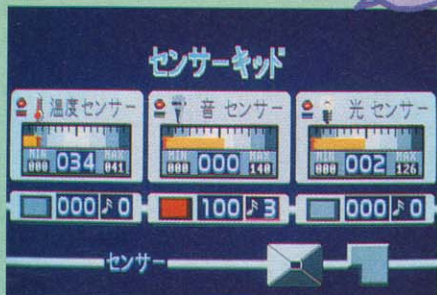 センサーキッド
温度センサー 音 センサー 光 センサー
MIN 034 MAX MIN 000 MAX MIN 002 MAX
000 041 000 140 000 126
000 ♪ 0 100 ♪ 3 000 ♪ 0
センサー